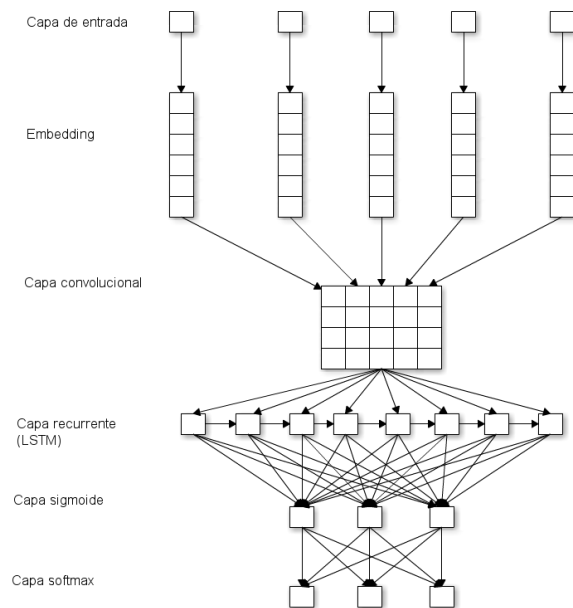 Capa de entrada
Embedding
Capa convolucional
Capa recurrente
(LSTM)
Capa sigmoide
Capa softmax